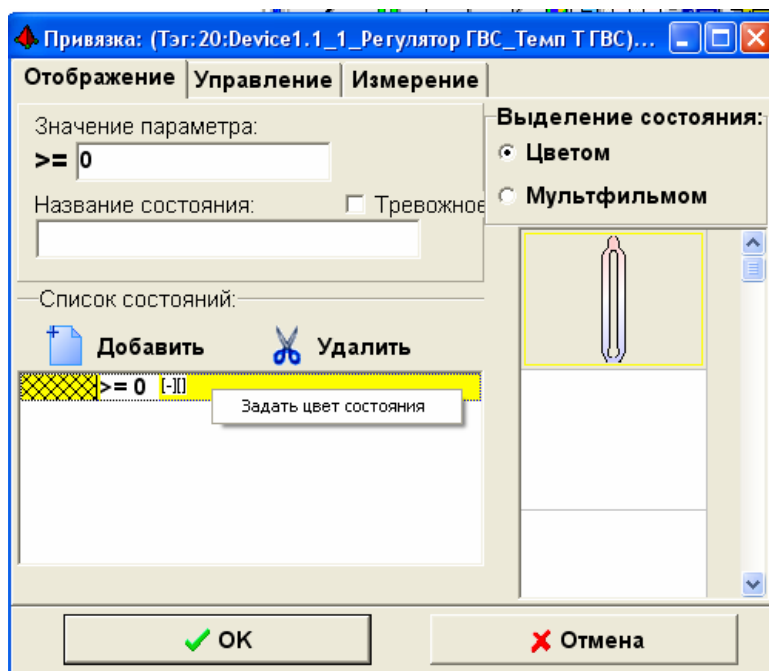 Привязка: (Тэг:20:Device1.1_1_Регулятор ГВС_Темп Т ГВС)...
Отображение Управление Измерение
Значение параметра:
>= 0
Название состояния:
Тревожное
Выделение состояния:
Цветом
Мультфильмом
Список состояний:
Добавить Удалить
>= 0 [-][]
Задать цвет состояния
OK Отмена